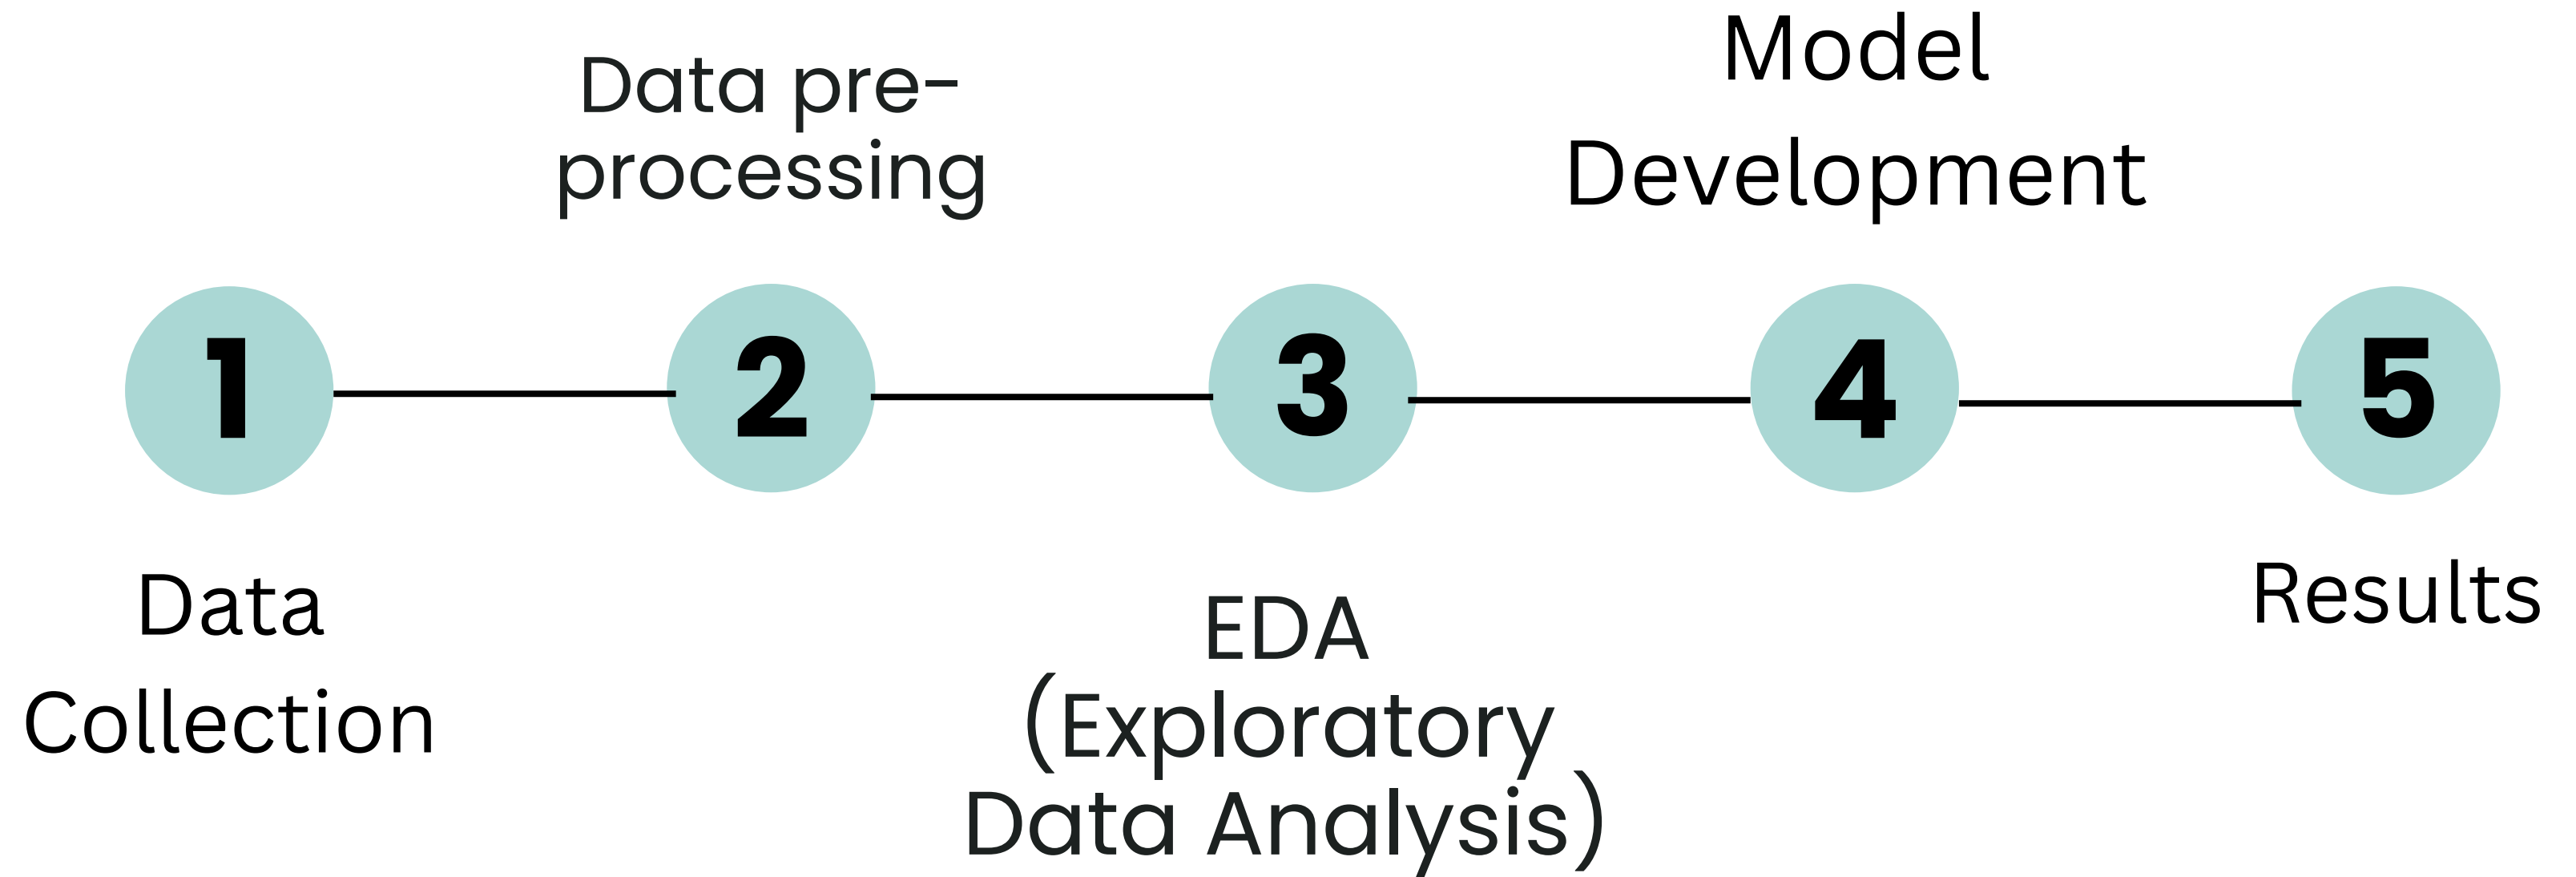 Model
Development
Data pre-
processing
1
2
3
4
5
Data
Collection
EDA
(Exploratory
Data Analysis)
Results